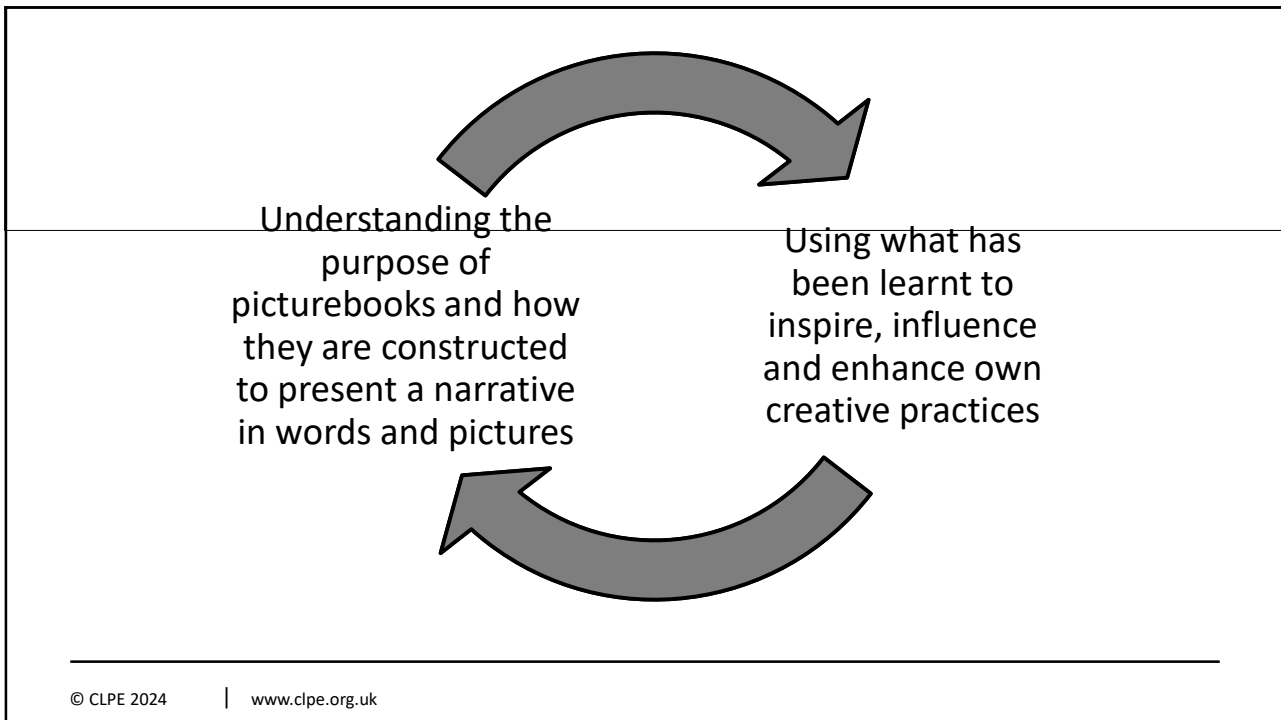 Understanding the
purpose of
picturebooks and how
they are constructed
to present a narrative
in words and pictures
Using what has
been learnt to
inspire, influence
and enhance own
creative practices
© CLPE 2024 | www.clpe.org.uk